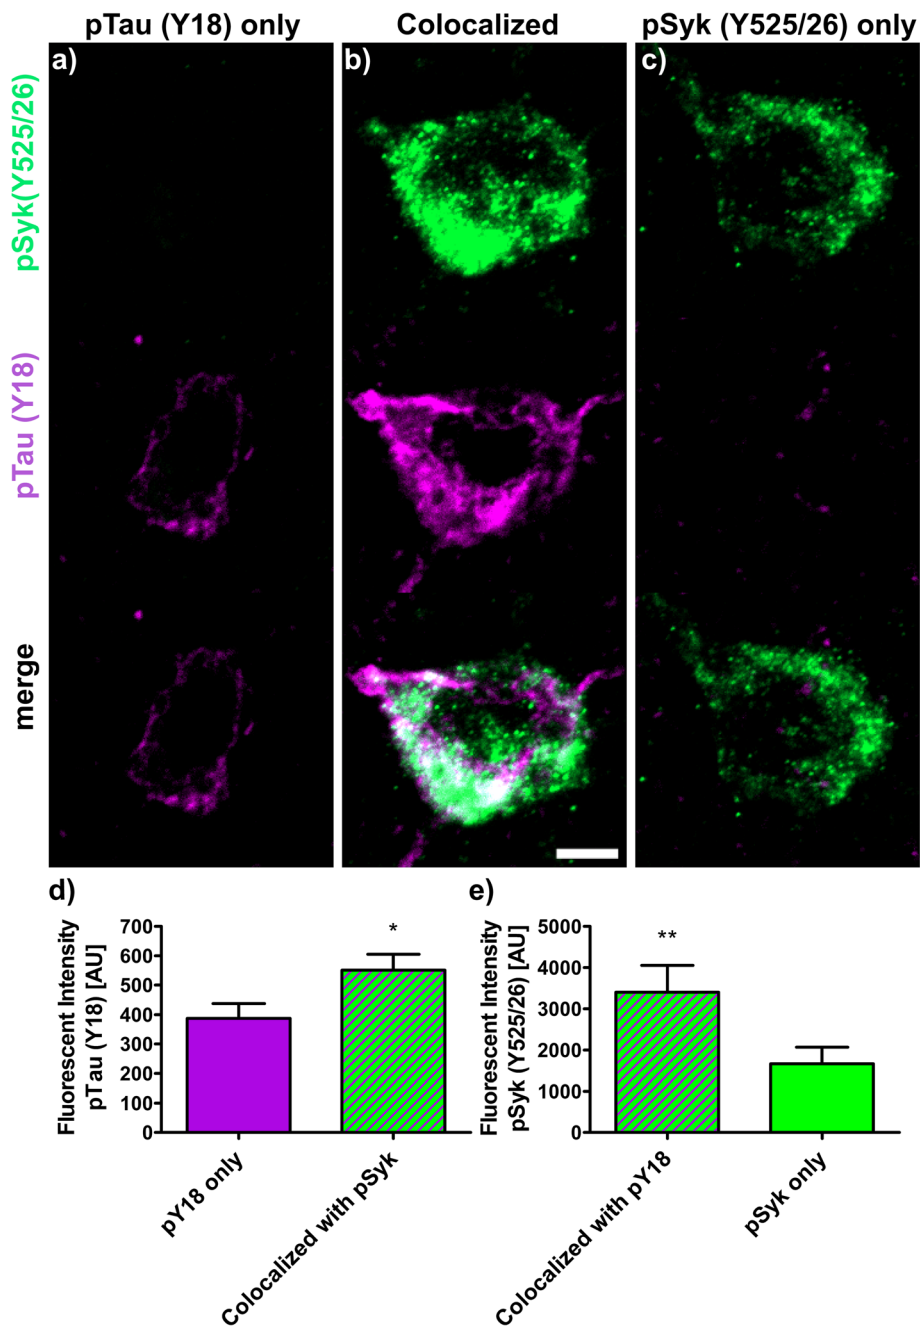 pTau (Y18) only
Colocalized
pSyk (Y525/26) only
a)
b)
c)
pSyk(Y525/26)
pTau (Y18)
merge
d)
Fluorescent Intensity
pTau (Y18) [AU]
700
600
500
400
300
200
100
0
*
pY18 only
Colocalized with pSyk
e)
Fluorescent Intensity
pSyk (Y525/26) [AU]
5000
4000
3000
2000
1000
0
**
Colocalized with pY18
pSyk only